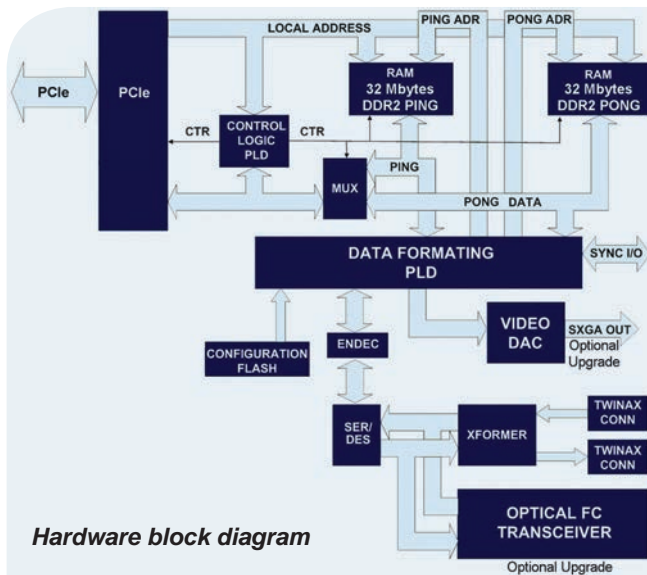 LOCAL ADDRESS
PING ADR
PONG ADR
PCIe
PCIe
RAM
32 Mbytes
DDR2 PING
RAM
32 Mbytes
DDR2 PONG
CTR
CONTROL
LOGIC
PLD
CTR
MUX
PING
PONG DATA
DATA FORMATING
PLD
SYNC I/O
CONFIGURATION
FLASH
ENDEC
VIDEO
DAC
SXGA OUT
Optional
Upgrade
SER/
DES
XFORMER
TWINAX
CONN
TWINAX
CONN
OPTICAL FC
TRANSCEIVER
Optional Upgrade
Hardware block diagram